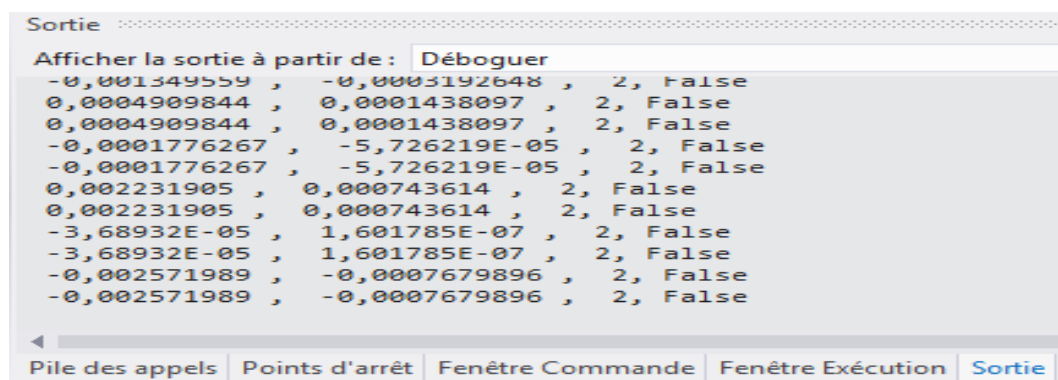 Sortie
Afficher la sortie à partir de : Déboguer
-0,001349559 , -0,0003192648 , 2, False
0,0004909844 , 0,0001438097 , 2, False
0,0004909844 , 0,0001438097 , 2, False
-0,0001776267 , -5,726219E-05 , 2, False
-0,0001776267 , -5,726219E-05 , 2, False
0,002231905 , 0,000743614 , 2, False
0,002231905 , 0,000743614 , 2, False
-3,68932E-05 , 1,601785E-07 , 2, False
-3,68932E-05 , 1,601785E-07 , 2, False
-0,002571989 , -0,0007679896 , 2, False
-0,002571989 , -0,0007679896 , 2, False
Pile des appels Points d'arrêt Fenêtre Commande Fenêtre Exécution Sortie